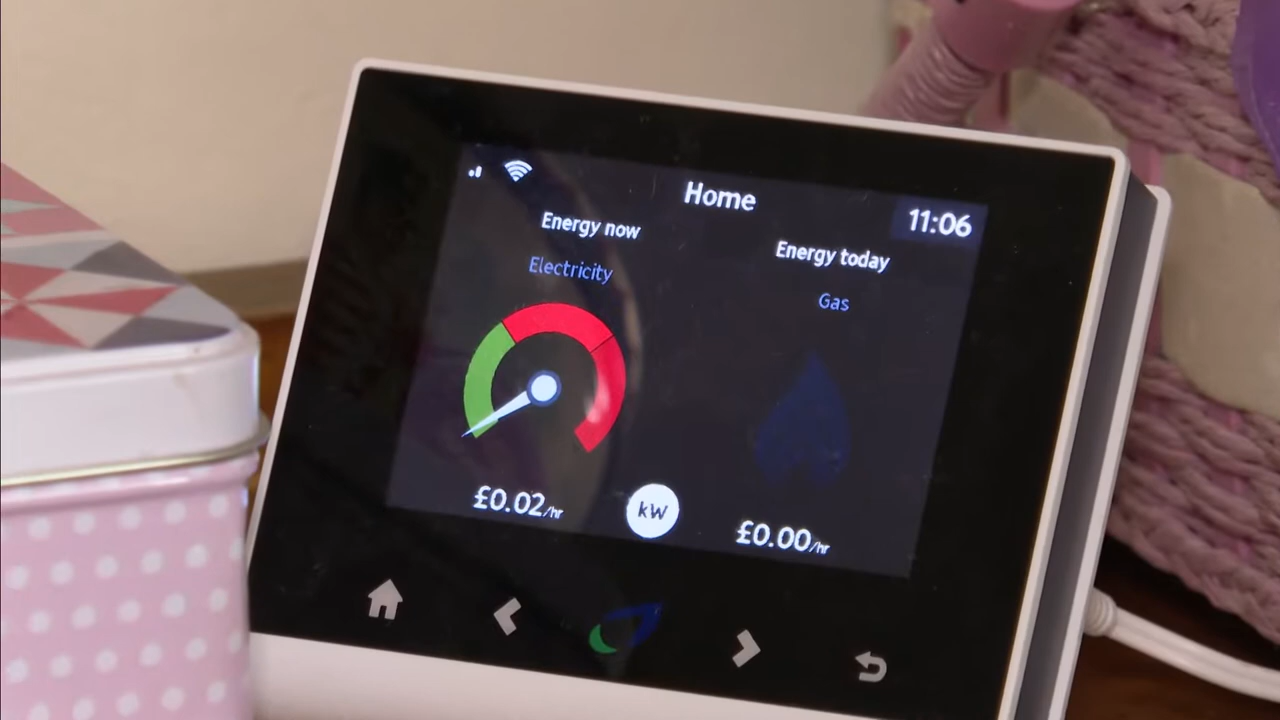 Home
11:06
Energy now
Energy today
Electricity
Gas
£0.02/hr
kW
£0.00/hr